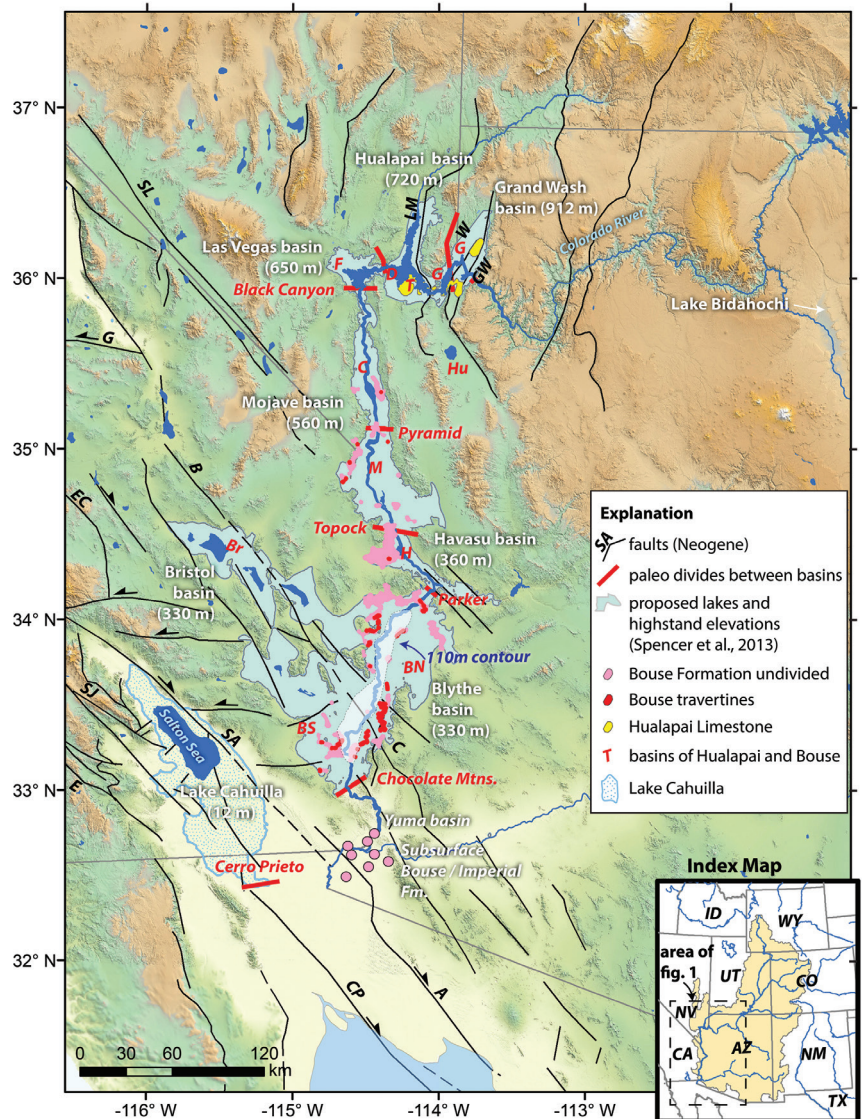 37° N
36° N
35° N
34° N
33° N
32° N
Hualapai basin
(720 m)
Grand Wash
basin (912 m)
SL
LM
W
G
Las Vegas basin
(650 m)
F
T
G
GW
Colorado River
Black Canyon
Lake Bidahochi
G
Hu
C
Mojave basin
(560 m)
Pyramid
B
M
EC
Topock
Havasu basin
(360 m)
Br
H
Bristol
basin
(330 m)
Parker
110m contour
BN
Blythe
basin
(330 m)
SJ
SA
BS
C
Salton Sea
E
Chocolate Mtns.
Lake Cahuilla
(12 m)
Yuma basin
Subsurface
Bouse / Imperial
Fm.
Cerro Prieto
CP
A
0 30 60 120
km
-116° W
-115° W
-114° W
-113° W
Explanation
SA
faults (Neogene)
paleo divides between basins
proposed lakes and
highstand elevations
(Spencer et al., 2013)
Bouse Formation undivided
Bouse travertines
Hualapai Limestone
T
basins of Hualapai and Bouse
Lake Cahuilla
Index Map
ID
WY
area of
fig. 1
UT
CO
NV
CA
AZ
NM
TX